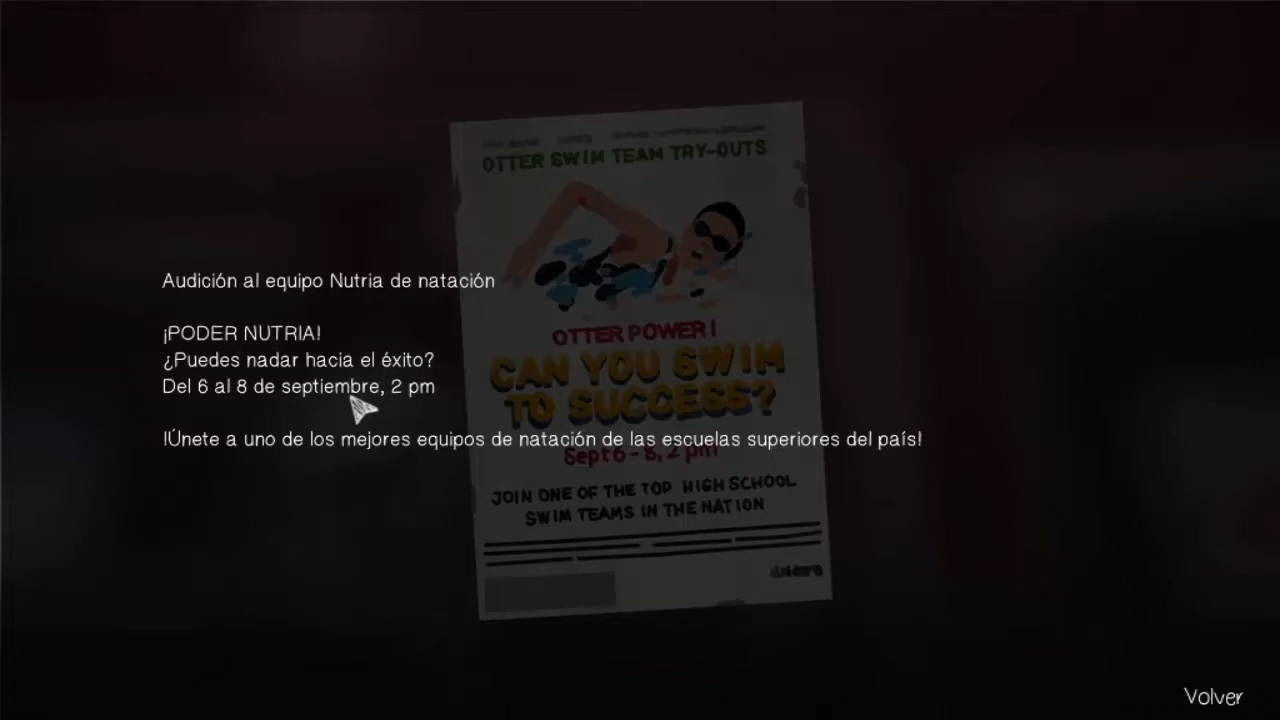 OTTER SWIM TEAM TRY-OUTS
Audición al equipo Nutria de natación
¡PODER NUTRIA!
¿Puedes nadar hacia el éxito?
Del 6 al 8 de septiembre, 2 pm
!Únete a uno de los mejores equipos de natación de las escuelas superiores del país!
OTTER POWER!
CAN YOU SWIM
TO SUCCESS?
Sept 6 - 8, 2 pm
JOIN ONE OF THE TOP HIGH SCHOOL
SWIM TEAMS IN THE NATION
Volver